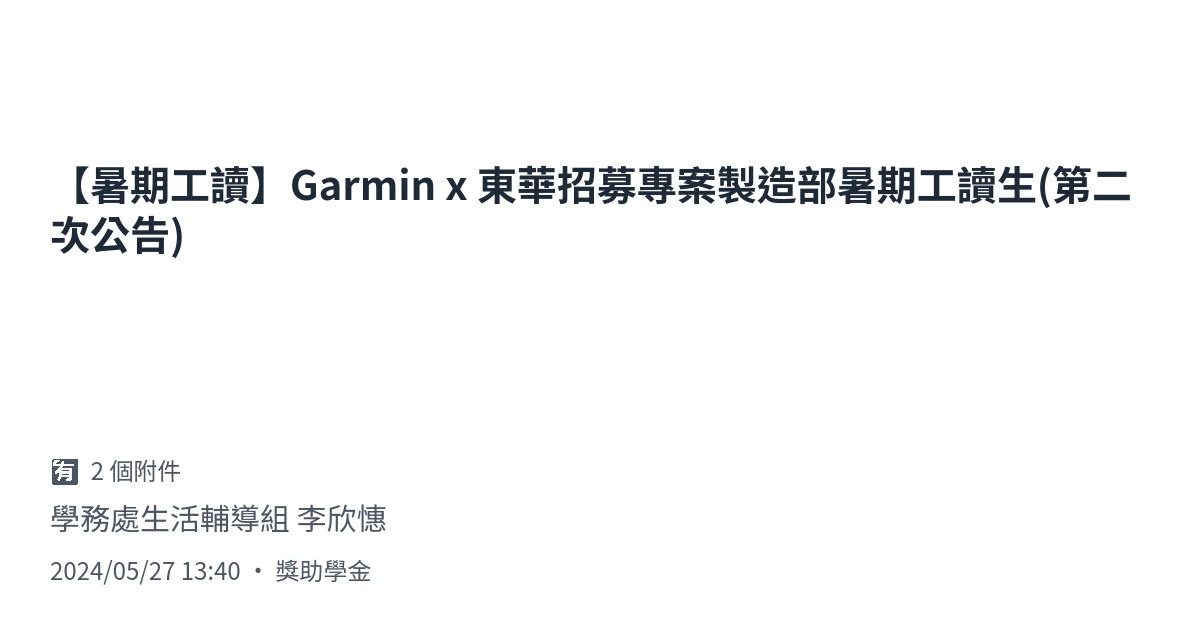 【暑期工讀】Garmin x 東華招募專案製造部暑期工讀生(第二
次公告)
有 2 個附件
學務處生活輔導組 李欣憓
2024/05/27 13:40 • 獎助學金